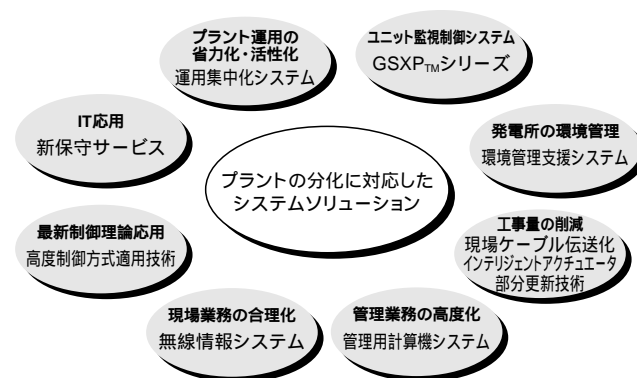 プラント運用の
省力化・活性化
運用集中化システム
ユニット監視制御システム
GSXPTMシリーズ
IT応用
新保守サービス
発電所の環境管理
環境管理支援システム
プラントの分化に対応した
システムソリューション
最新制御理論応用
高度制御方式適用技術
工事量の削減
現場ケーブル伝送化
インテリジェントアクチュエータ
部分更新技術
現場業務の合理化
無線情報システム
管理業務の高度化
管理用計算機システム